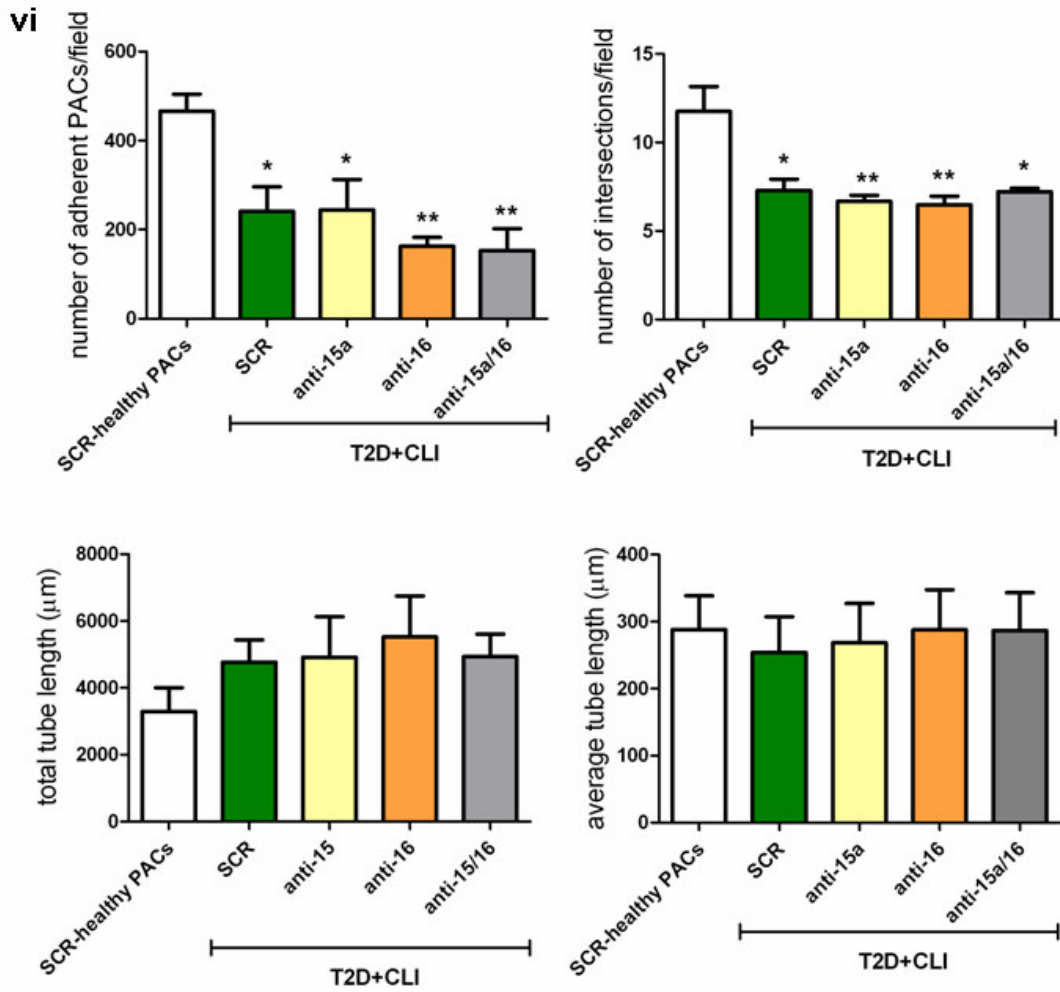 vi
number of adherent PACs/field
600
400
200
0
* * ** **
SCR-healthy PACs
SCR
anti-15a
anti-16
anti-15a/16
T2D+CLI
number of intersections/field
15
10
5
0
* ** ** *
SCR-healthy PACs
SCR
anti-15a
anti-16
anti-15a/16
T2D+CLI
total tube length (μm)
8000
6000
4000
2000
0
SCR-healthy PACs
SCR
anti-15
anti-16
anti-15/16
T2D+CLI
average tube length (μm)
400
300
200
100
0
SCR-healthy PACs
SCR
anti-15a
anti-16
anti-15a/16
T2D+CLI